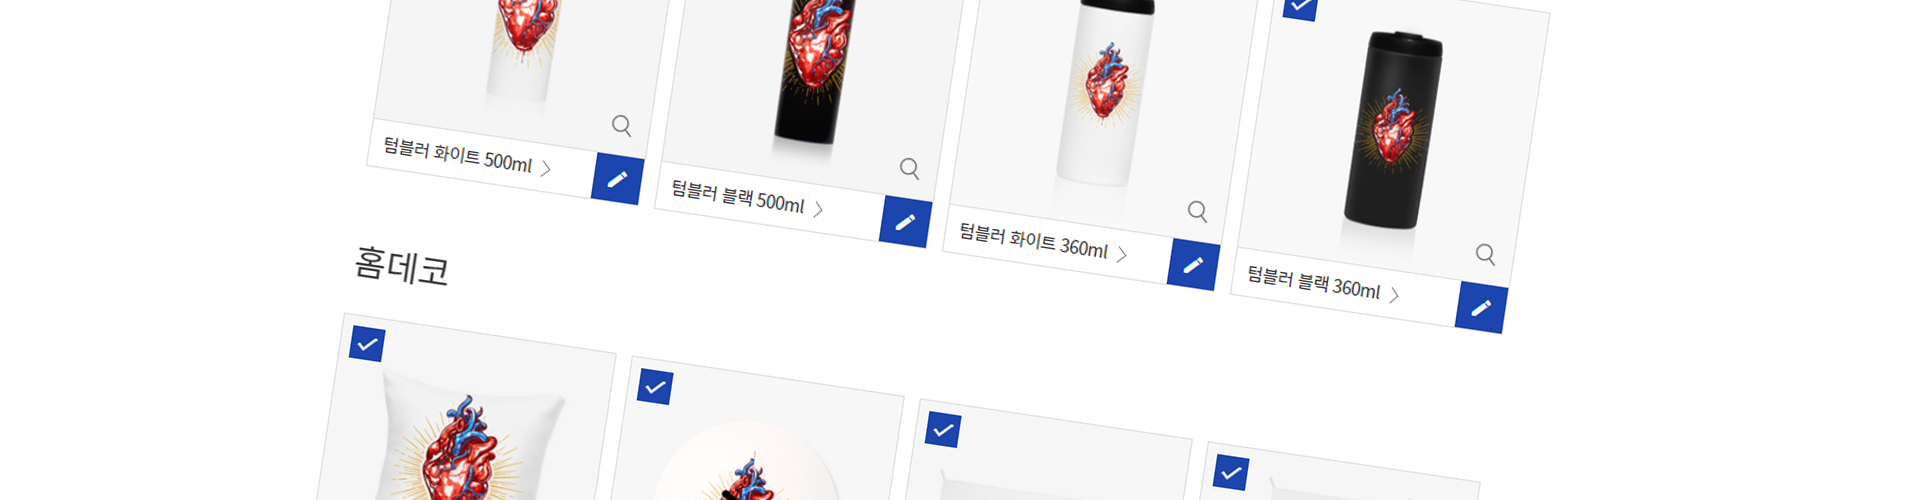 텀블러 화이트 500ml
텀블러 블랙 500ml
텀블러 화이트 360ml
텀블러 블랙 360ml
홈데코